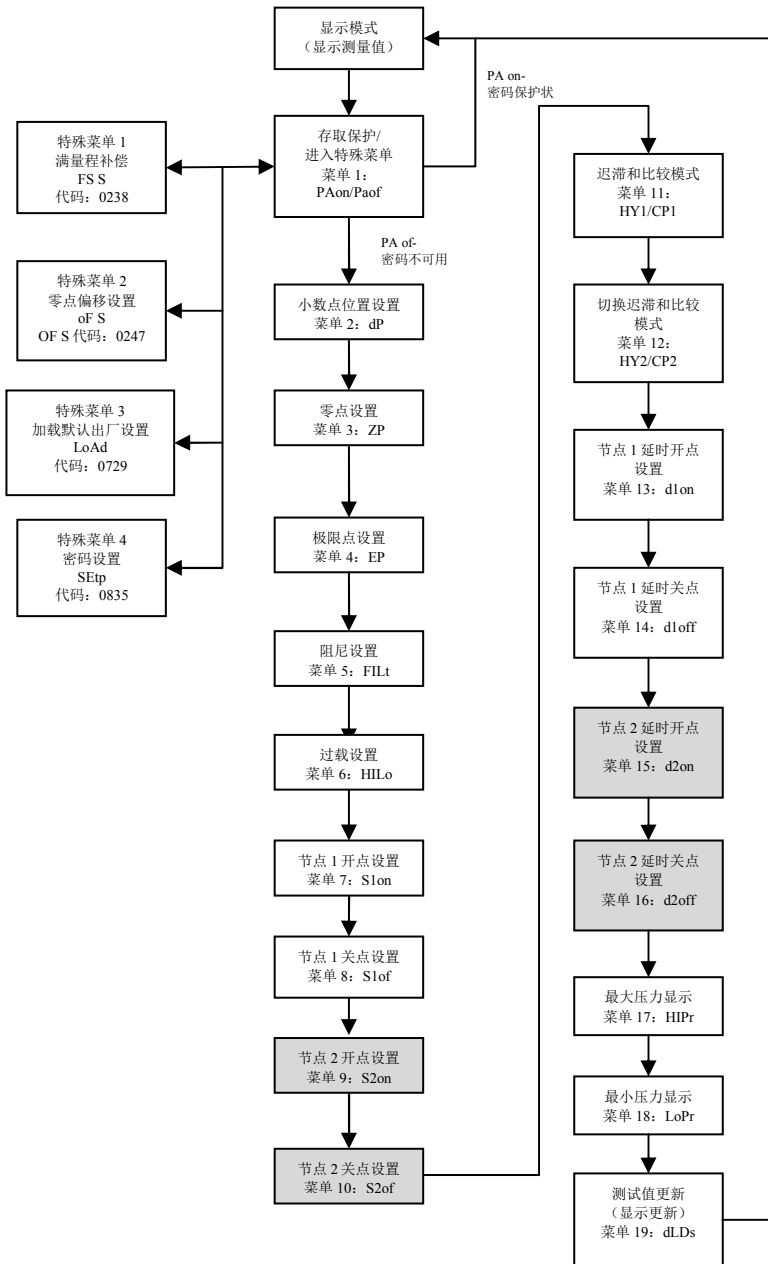 显示模式
（显示测量值）
PA on-
密码保护状
存取保护/
进入特殊菜单
菜单 1：
PAon/Paof
特殊菜单 1
满量程补偿
FS S
代码：0238
PA of-
密码不可用
特殊菜单 2
零点偏移设置
oF S
OF S 代码：0247
特殊菜单 3
加载默认出厂设置
LoAd
代码：0729
特殊菜单 4
密码设置
SEtp
代码：0835
小数点位置设置
菜单 2：dP
零点设置
菜单 3：ZP
极限点设置
菜单 4：EP
阻尼设置
菜单 5：FILt
过载设置
菜单 6：HILo
节点 1 开点设置
菜单 7：S1on
节点 1 关点设置
菜单 8：S1of
节点 2 开点设置
菜单 9：S2on
节点 2 关点设置
菜单 10：S2of
迟滞和比较模式
菜单 11：
HY1/CP1
切换迟滞和比较
模式
菜单 12：
HY2/CP2
节点 1 延时开点
设置
菜单 13：d1on
节点 1 延时关点
设置
菜单 14：d1off
节点 2 延时开点
设置
菜单 15：d2on
节点 2 延时关点
设置
菜单 16：d2off
最大压力显示
菜单 17：HIPr
最小压力显示
菜单 18：LoPr
测试值更新
（显示更新）
菜单 19：dLDs